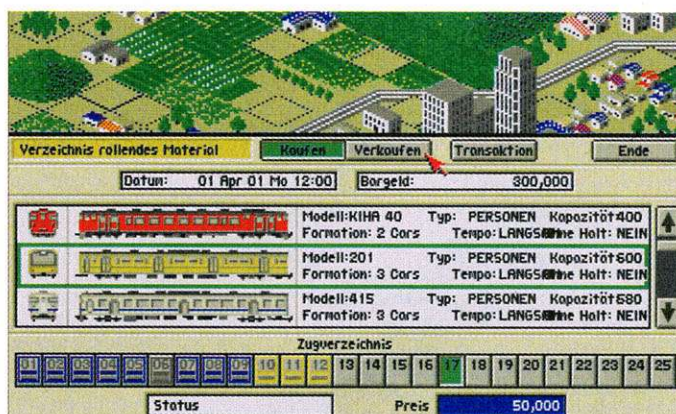 Verzeichnis rollendes Material Kaufen Verkaufen Transaktion Ende
Datum: 01 Apr 01 Mo 12:00 Bargeld: 300,000
Modell:KIHA 40 Typ: PERSONEN Kapazität400
Formation: 2 Cars Tempo:LANGSAM Ohne Halt: NEIN
Modell:201 Typ: PERSONEN Kapazität600
Formation: 3 Cars Tempo:LANGSAM Ohne Halt: NEIN
Modell:415 Typ: PERSONEN Kapazität680
Formation: 3 Cars Tempo:LANGSAM Ohne Halt: NEIN
Zugverzeichnis
01 02 03 04 05 06 07 08 09 10 11 12 13 14 15 16 17 18 19 20 21 22 23 24 25
Status Preis 50,000